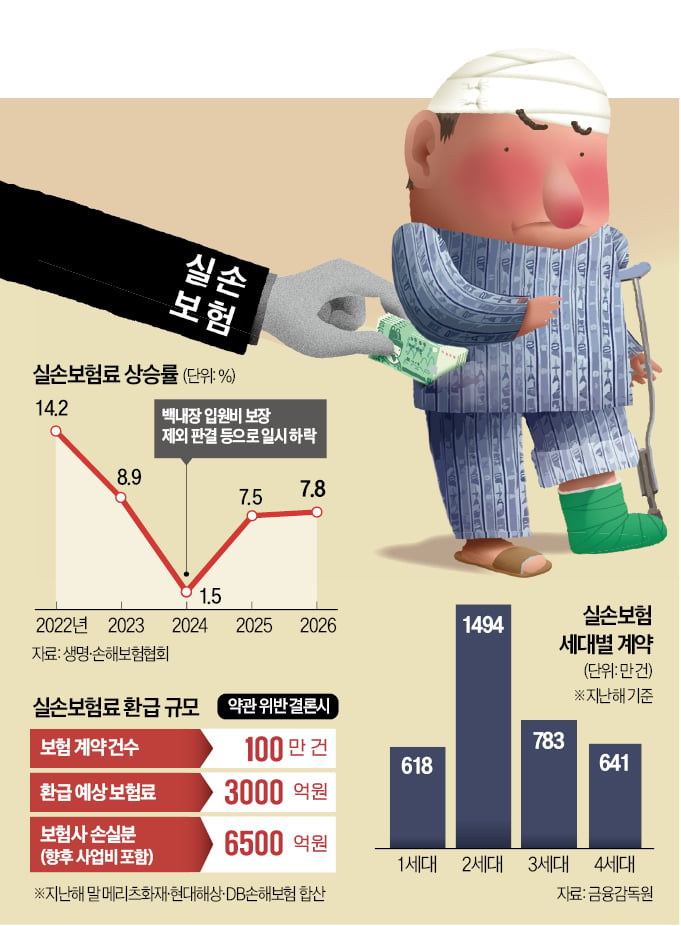 실손
보험
실손보험료 상승률 (단위: %)
14.2
백내장 입원비 보장
제외 판결 등으로 일시 하락
8.9
7.5
7.8
1.5
2022년 2023 2024 2025 2026
자료: 생명·손해보험협회
실손보험료 환급 규모 약관 위반 결론시
보험 계약 건수 100만 건
환급 예상 보험료 3000 억원
보험사 손실분
(향후 사업비 포함)
6500 억원
※지난해 말 메리츠화재·현대해상·DB손해보험 합산
실손보험
세대별 계약
(단위: 만 건)
※지난해 기준
1494
618
783
641
1세대 2세대 3세대 4세대
자료: 금융감독원